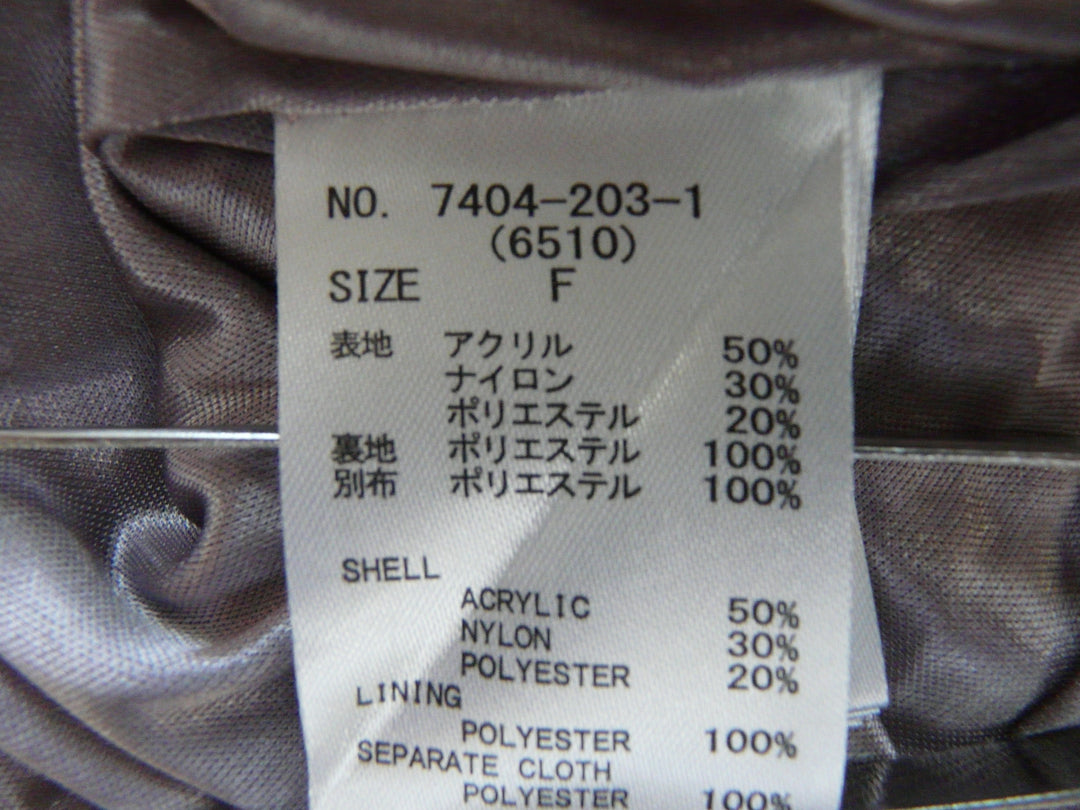 NO. 7404-203-1
(6510)
SIZE F
表地 アクリル 50%
ナイロン 30%
ポリエステル 20%
裏地 ポリエステル 100%
別布 ポリエステル 100%
SHELL
ACRYLIC 50%
NYLON 30%
POLYESTER 20%
LINING
POLYESTER 100%
SEPARATE CLOTH
POLYESTER 100%